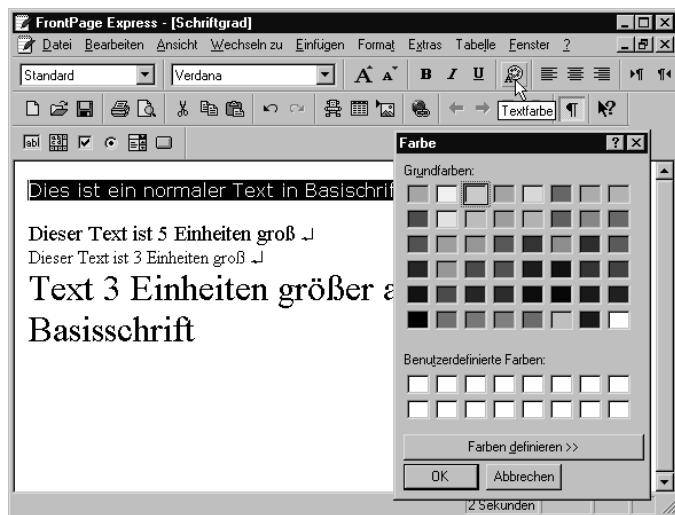 FrontPage Express - [Schriftgrad]
Datei Bearbeiten Ansicht Wechseln zu Einfügen Format Extras Tabelle Fenster ?
Standard Verdana A A B I U
Textfarbe
abl
Farbe
Grundfarben:
Dies ist ein normaler Text in Basischrif
Dieser Text ist 5 Einheiten groß
Dieser Text ist 3 Einheiten groß
Text 3 Einheiten größer a
Basisschrift
Benutzerdefinierte Farben:
Farben definieren >>
OK Abbrechen
2 Sekunden